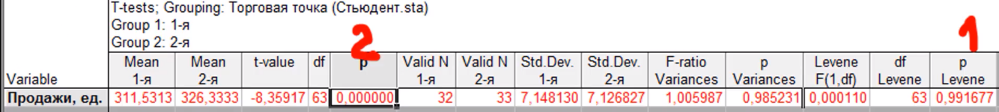 T-tests; Grouping: Торговая точка (Стьюдент.sta)
Group 1: 1-я
Group 2: 2-я
2 1
Variable Mean 1-я Mean 2-я t-value df p Valid N 1-я Valid N 2-я Std.Dev. 1-я Std.Dev. 2-я F-ratio Variances p Variances Levene F(1,df) df Levene p Levene
Продажи, ед. 311,5313 326,3333 -8,35917 63 0,000000 32 33 7,148130 7,126827 1,005987 0,985231 0,000110 63 0,991677